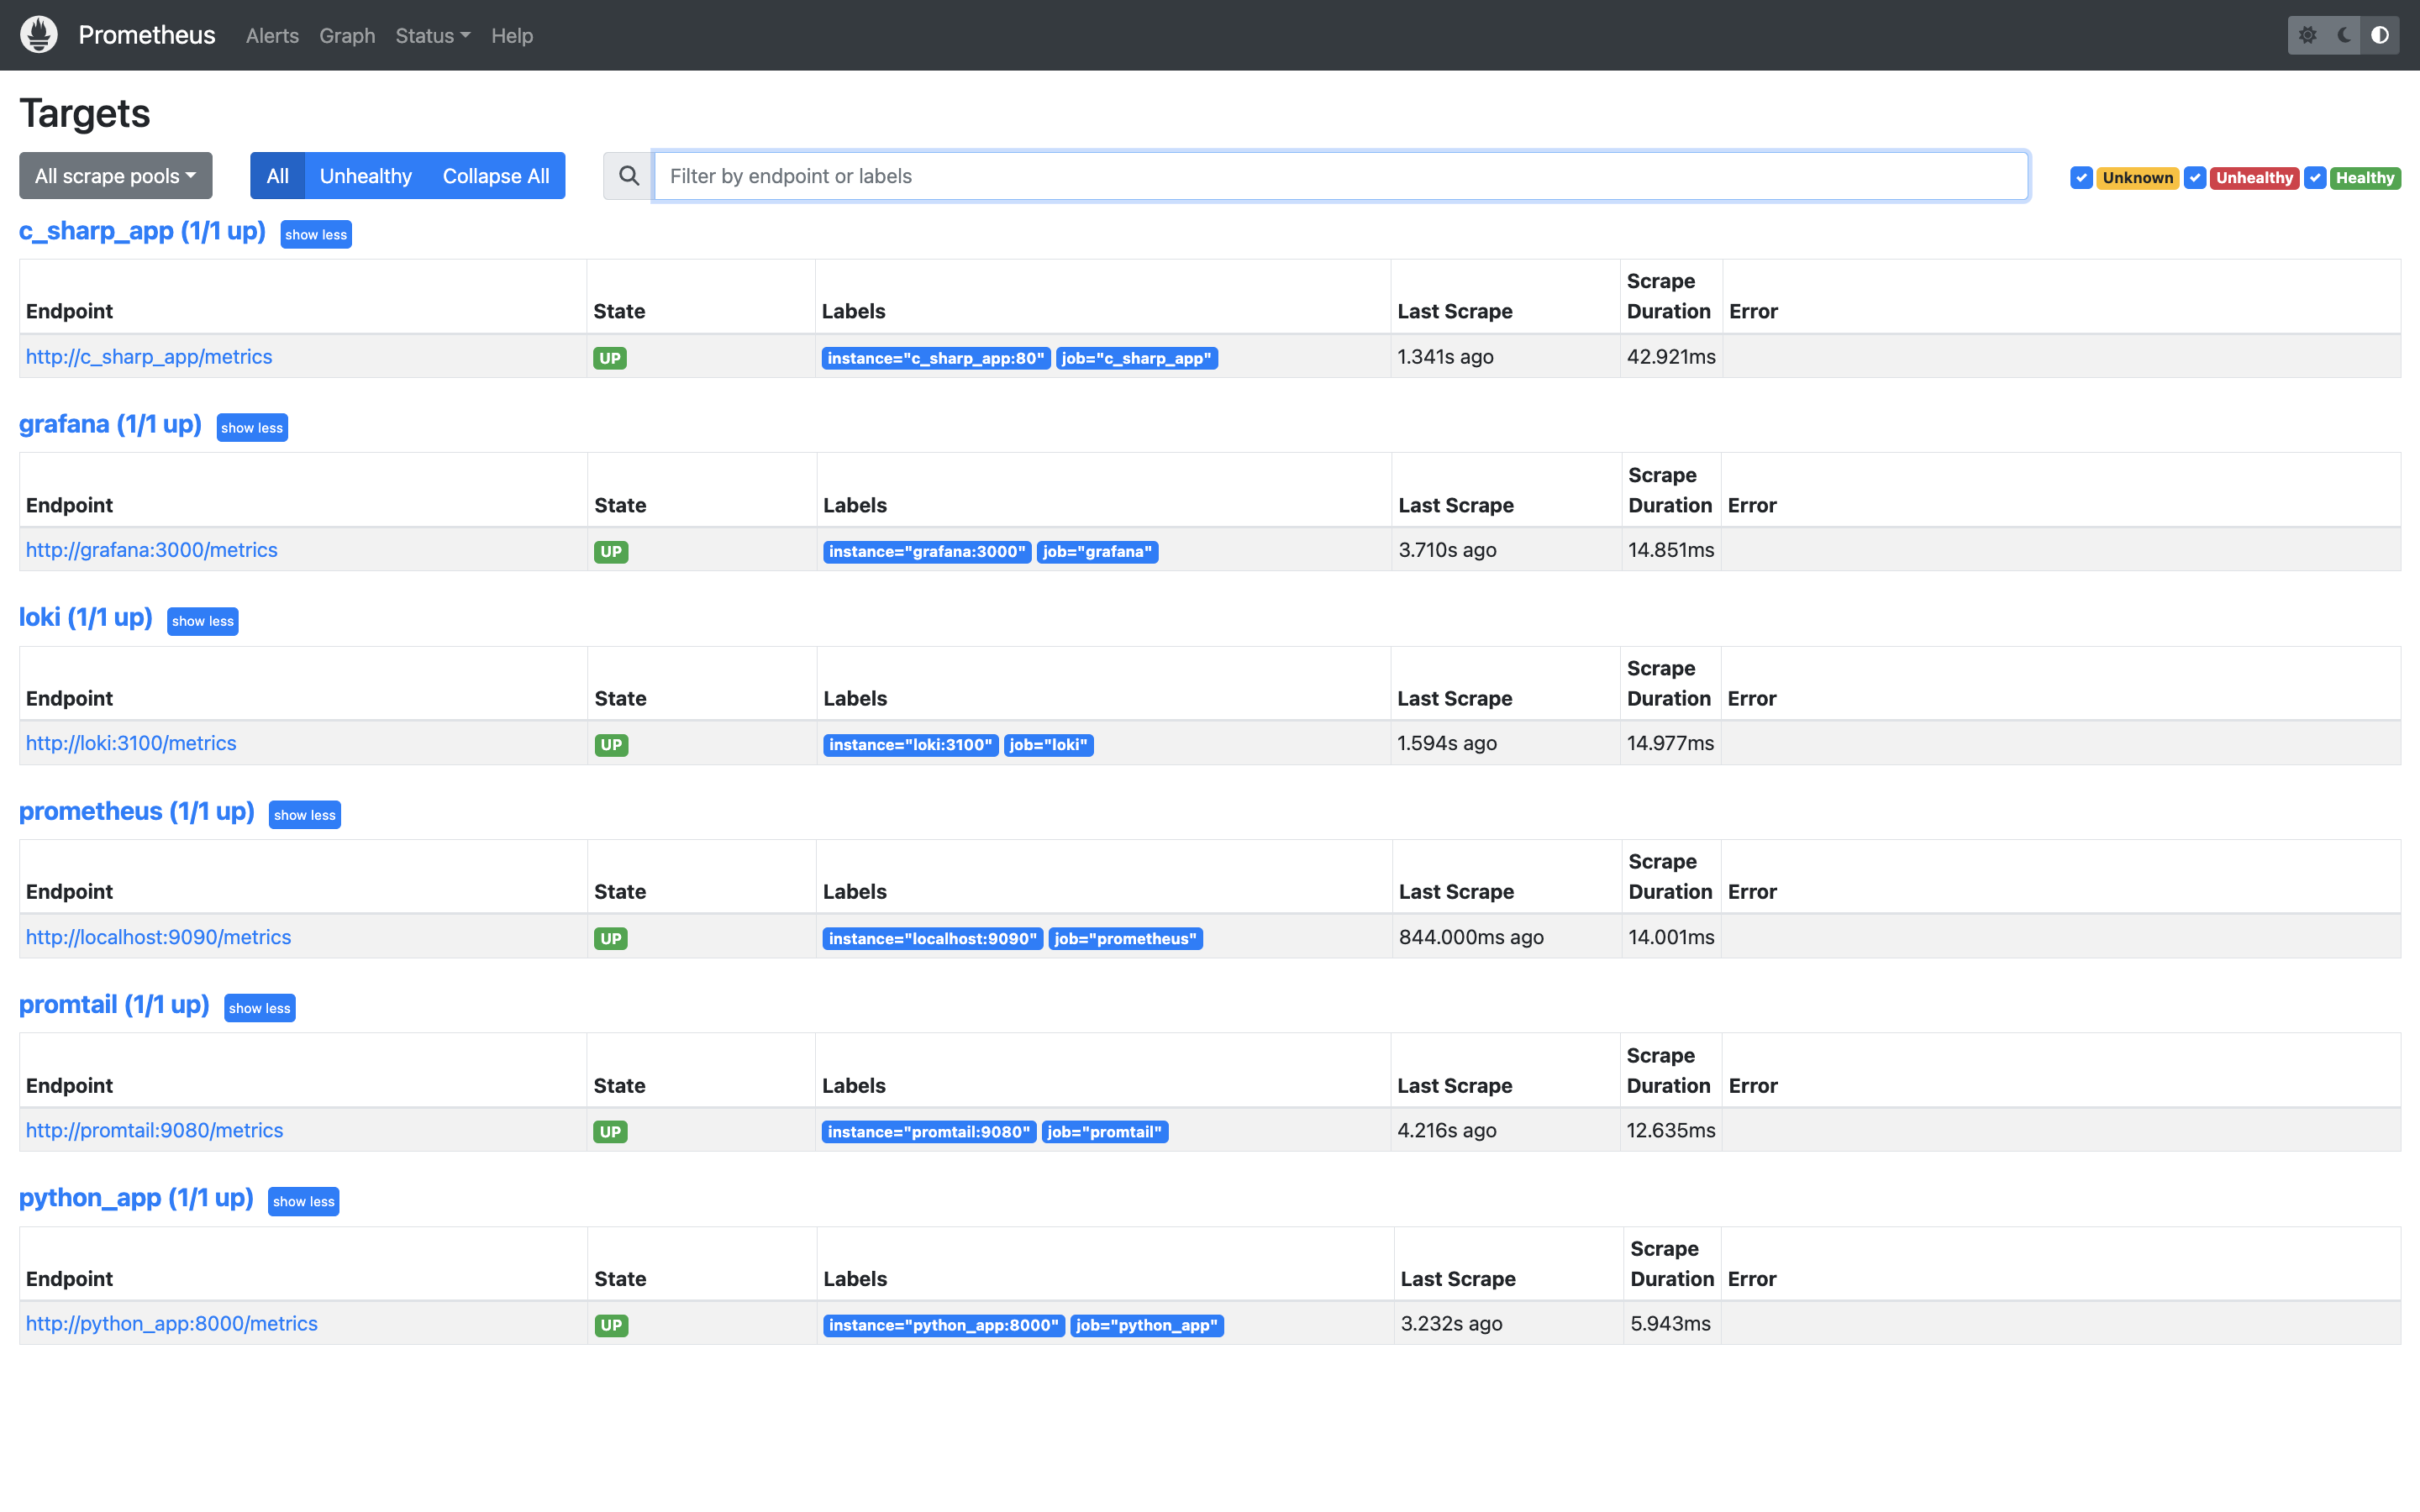 Prometheus Alerts Graph Status Help
Targets
All scrape pools All Unhealthy Collapse All Filter by endpoint or labels Unknown Unhealthy Healthy
c_sharp_app (1/1 up) show less
Endpoint State Labels Last Scrape Scrape Duration Error
http://c_sharp_app/metrics UP instance="c_sharp_app:80" job="c_sharp_app" 1.341s ago 42.921ms
grafana (1/1 up) show less
Endpoint State Labels Last Scrape Scrape Duration Error
http://grafana:3000/metrics UP instance="grafana:3000" job="grafana" 3.710s ago 14.851ms
loki (1/1 up) show less
Endpoint State Labels Last Scrape Scrape Duration Error
http://loki:3100/metrics UP instance="loki:3100" job="loki" 1.594s ago 14.977ms
prometheus (1/1 up) show less
Endpoint State Labels Last Scrape Scrape Duration Error
http://localhost:9090/metrics UP instance="localhost:9090" job="prometheus" 844.000ms ago 14.001ms
promtail (1/1 up) show less
Endpoint State Labels Last Scrape Scrape Duration Error
http://promtail:9080/metrics UP instance="promtail:9080" job="promtail" 4.216s ago 12.635ms
python_app (1/1 up) show less
Endpoint State Labels Last Scrape Scrape Duration Error
http://python_app:8000/metrics UP instance="python_app:8000" job="python_app" 3.232s ago 5.943ms